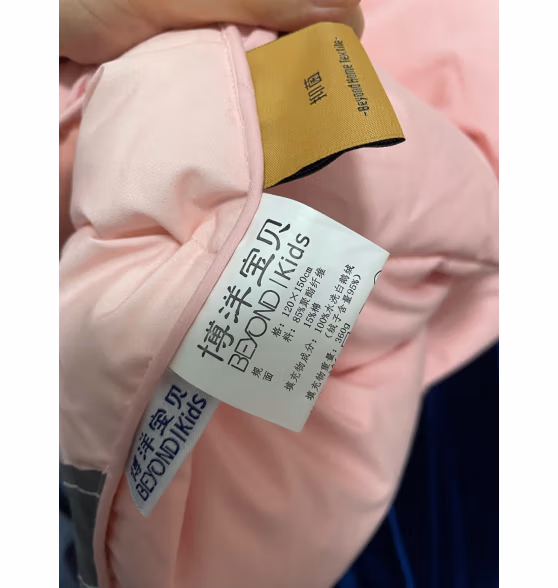 抑菌
-Beyond Home Textile-
博洋宝贝
BEYOND | Kids
规 格: 120×150cm
面 料: 85%聚酯纤维
15%棉
填充物成分: 100%水洗白鹅绒
(绒子含量95%)
填充物重量: 360g
博洋宝贝
BEYOND | Kids